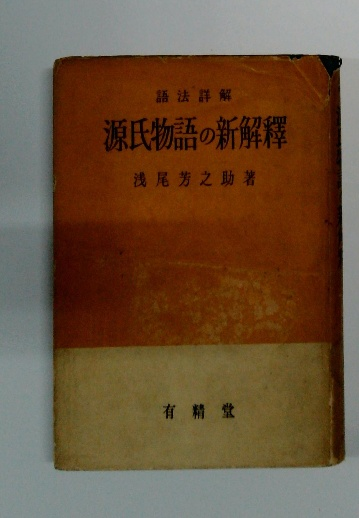 語法詳解
源氏物語の新解釋
浅尾芳之助著
有精堂